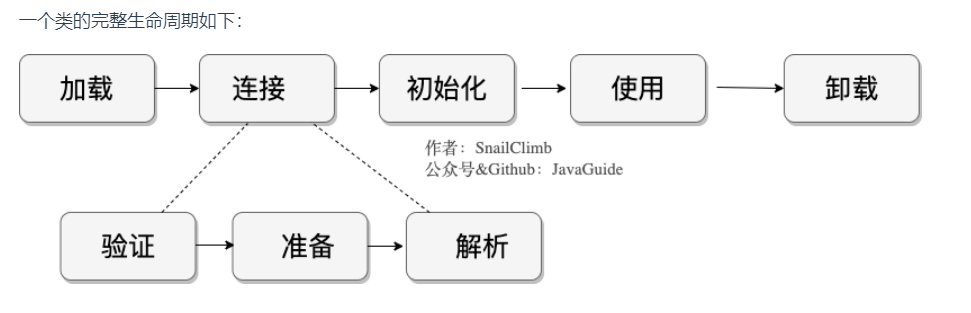 一个类的完整生命周期如下：
加载
连接
初始化
使用
卸载
作者：SnailClimb
公众号&Github：JavaGuide
验证
准备
解析